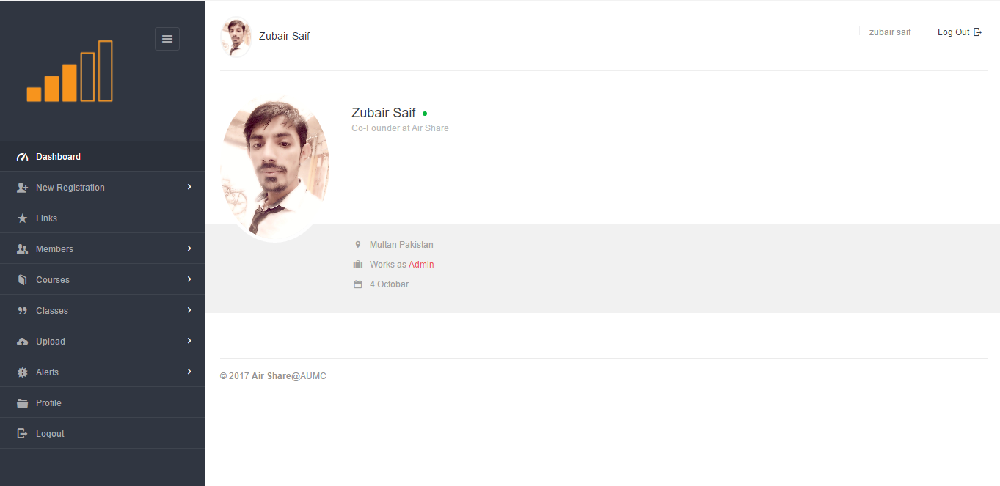 Zubair Saif
zubair saif
Log Out
Dashboard
New Registration
Links
Members
Courses
Classes
Upload
Alerts
Profile
Logout
Zubair Saif
Co-Founder at Air Share
Multan Pakistan
Works as Admin
4 Octobar
© 2017 Air Share@AUMC